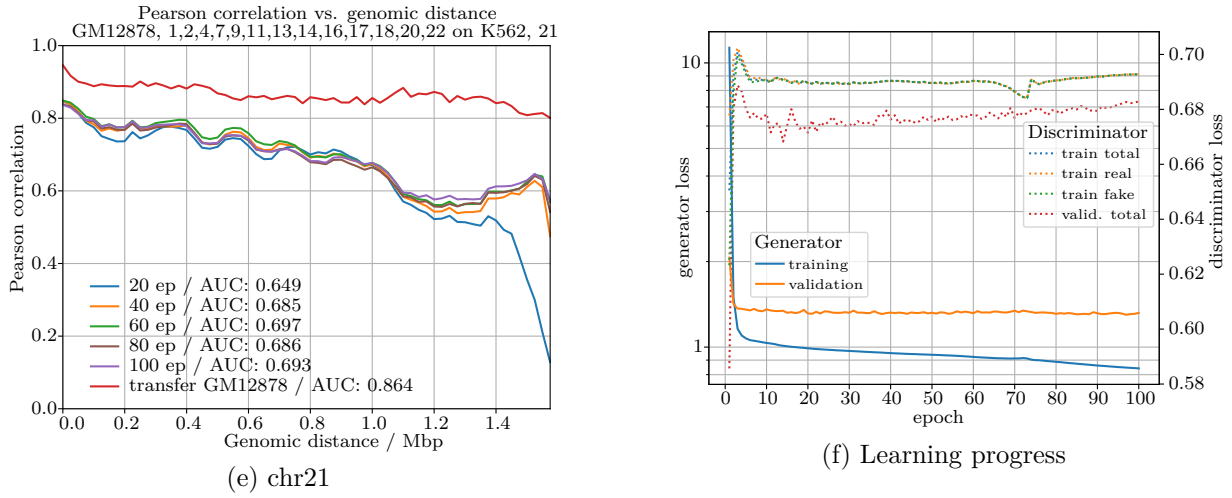 Pearson correlation vs. genomic distance
GM12878, 1,2,4,7,9,11,13,14,16,17,18,20,22 on K562, 21
1.0
0.8
0.6
0.4
0.2
0.0
Pearson correlation
20 ep / AUC: 0.649
40 ep / AUC: 0.685
60 ep / AUC: 0.697
80 ep / AUC: 0.686
100 ep / AUC: 0.693
transfer GM12878 / AUC: 0.864
0.0 0.2 0.4 0.6 0.8 1.0 1.2 1.4
Genomic distance / Mbp
(e) chr21
10
1
generator loss
0.70
0.68
0.66
0.64
0.62
0.60
0.58
discriminator loss
Discriminator
train total
train real
train fake
valid. total
Generator
training
validation
0 10 20 30 40 50 60 70 80 90 100
epoch
(f) Learning progress